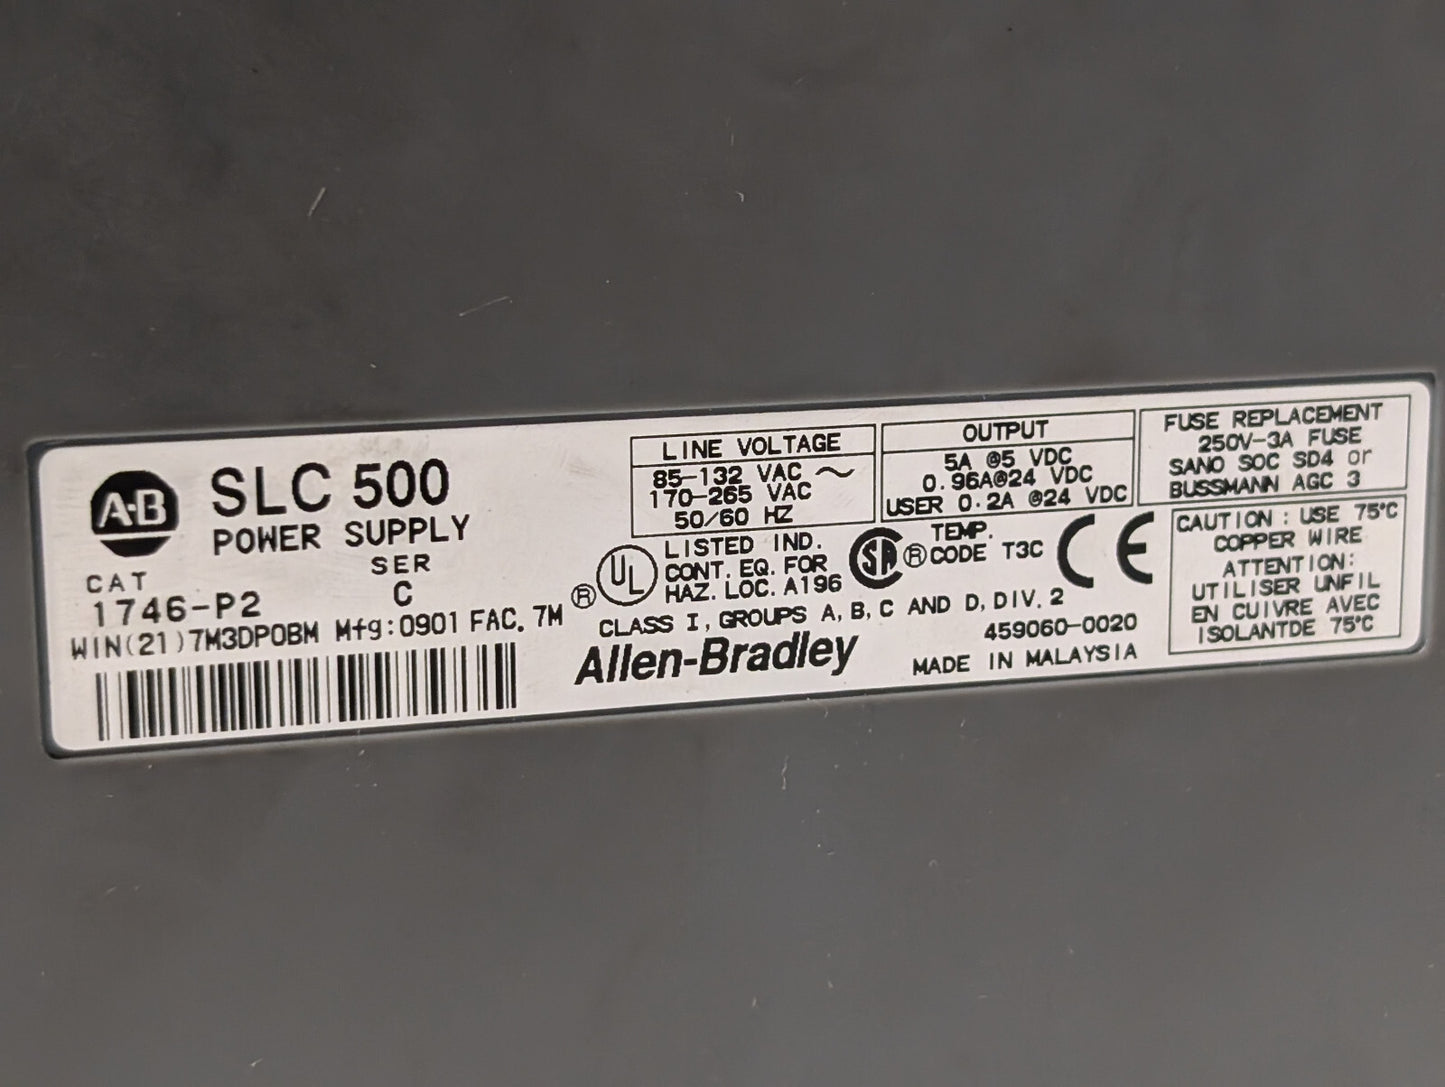 A-B
SLC 500
POWER SUPPLY
CAT
SER
1746-P2
C
WIN(21)7M3DP0BM Mfg:0901 FAC. 7M
LINE VOLTAGE
85-132 VAC ~
170-265 VAC
50/60 HZ
OUTPUT
5A @5 VDC
0.96A@24 VDC
USER 0.2A @24 VDC
FUSE REPLACEMENT
250V-3A FUSE
SANO SOC SD4 or
BUSSMANN AGC 3
® UL
LISTED IND.
CONT. EQ. FOR
HAZ. LOC. A196
SA ®
TEMP.
CODE T3C
CE
CLASS I, GROUPS A, B, C AND D, DIV. 2
Allen-Bradley
459060-0020
MADE IN MALAYSIA
CAUTION: USE 75°C
COPPER WIRE
ATTENTION:
UTILISER UNFIL
EN CUIVRE AVEC
ISOLANTDE 75°C